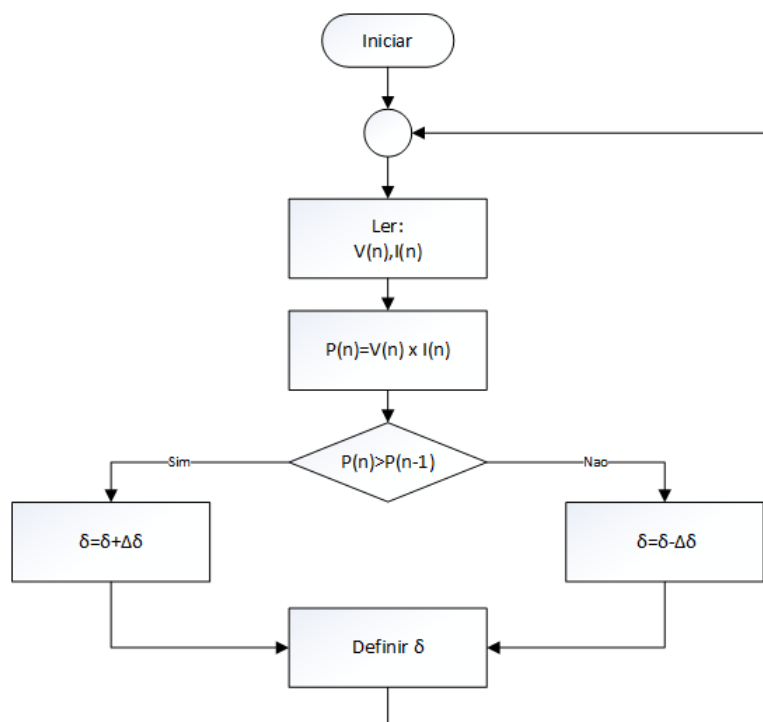 Iniciar
Ler:
V(n),I(n)
P(n)=V(n) x I(n)
P(n)>P(n-1)
Sim
Nao
δ=δ+Δδ
δ=δ-Δδ
Definir δ